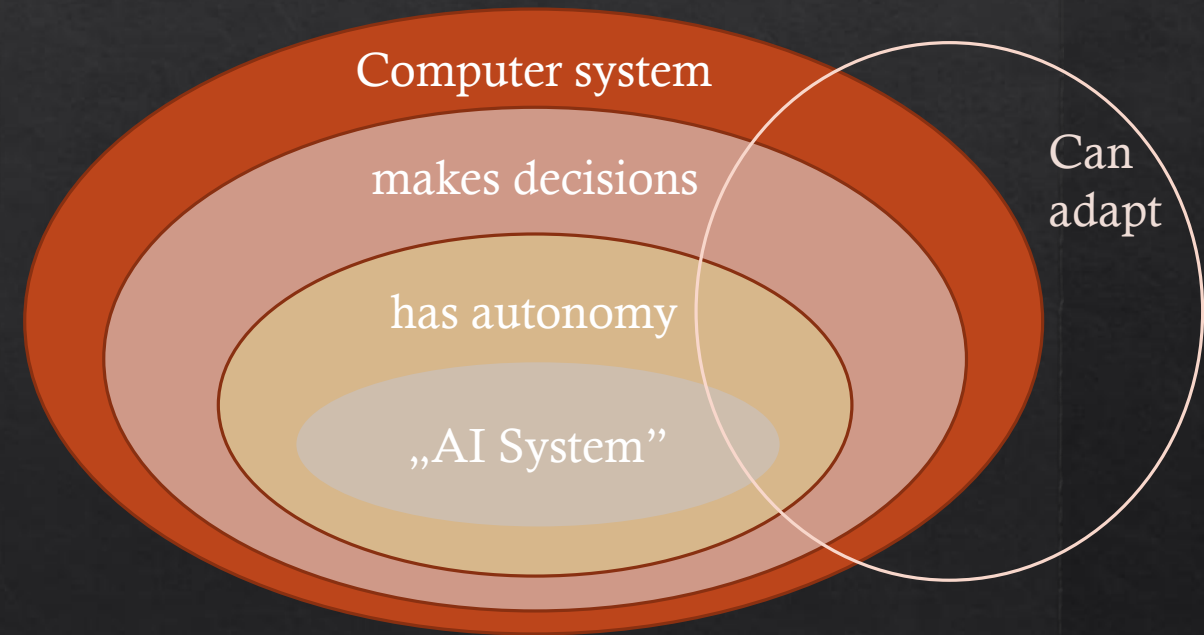 Computer system
makes decisions
has autonomy
„AI System”
Can
adapt